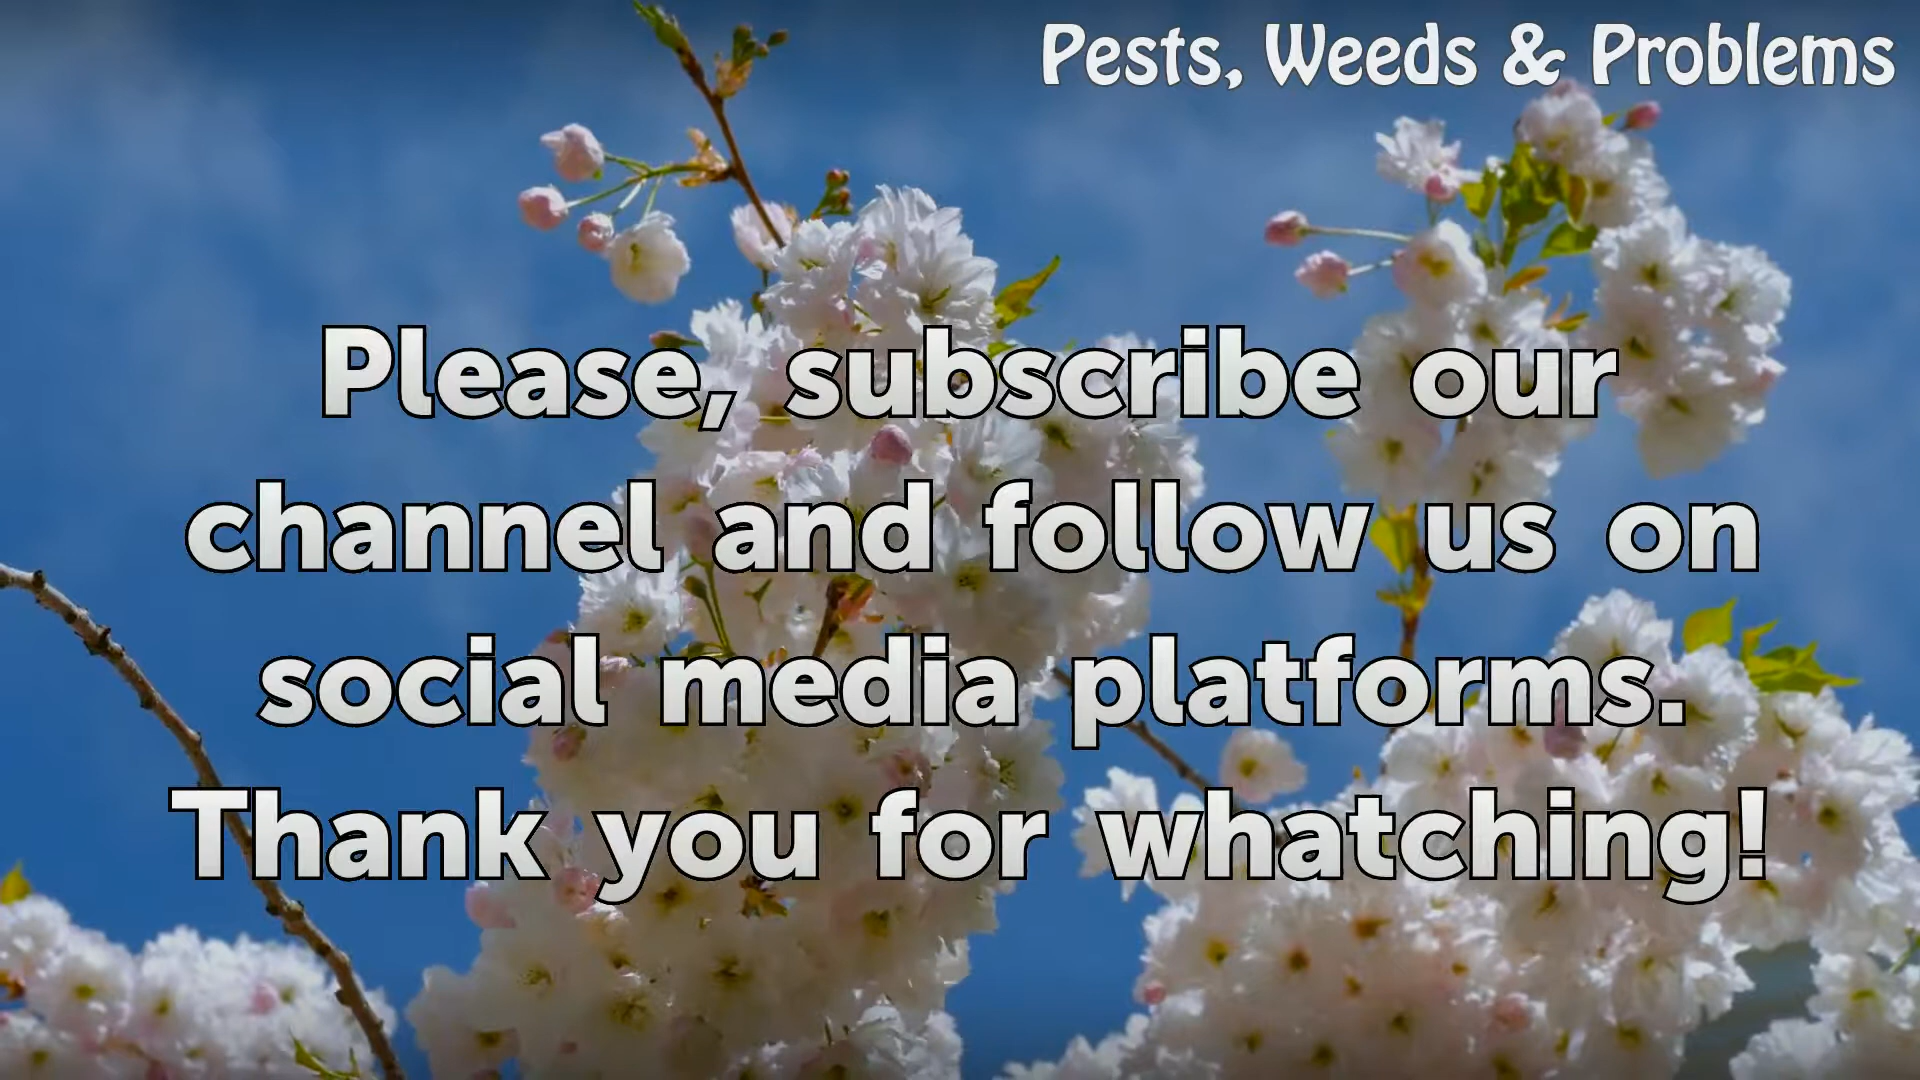 Pests, Weeds & Problems
Please, subscribe our
channel and follow us on
social media platforms.
Thank you for whatching!